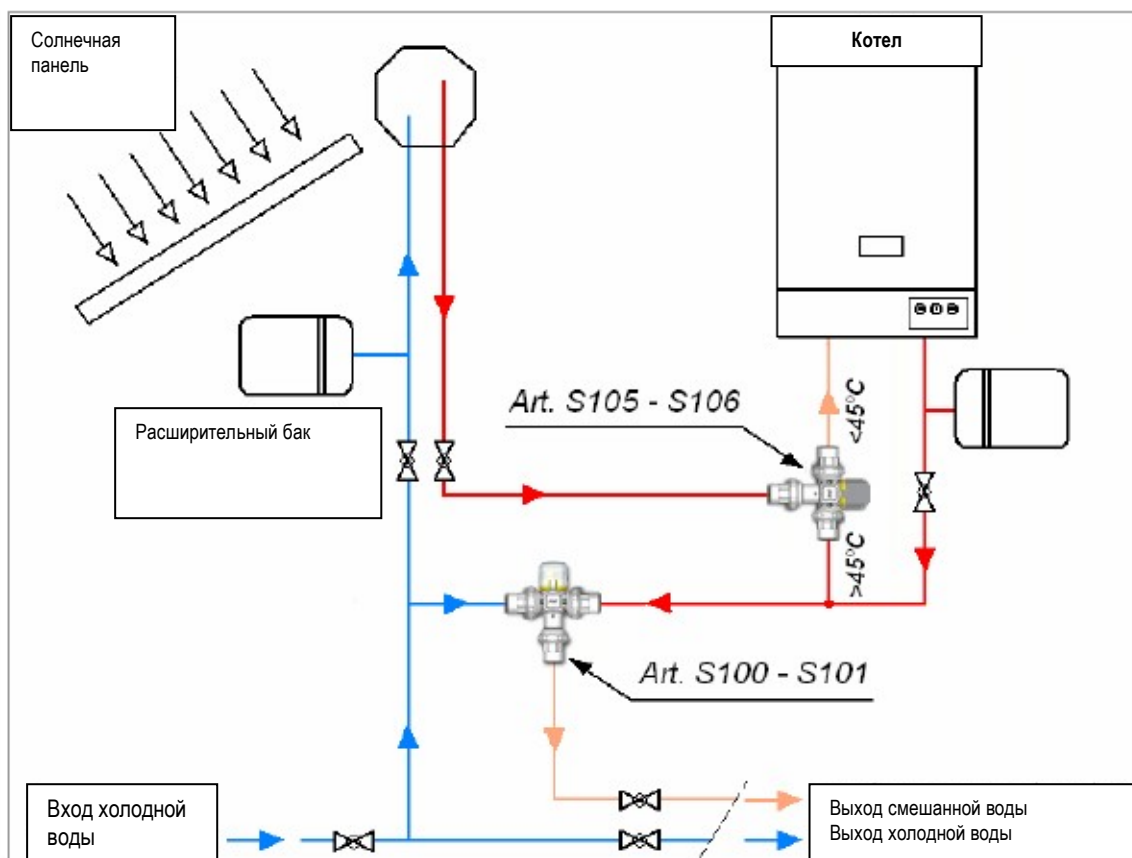 Солнечная
панель
Котел
Art. S105 - S106
<45°C
Расширительный бак
>45°C
Art. S100 - S101
Вход холодной
воды
Выход смешанной воды
Выход холодной воды